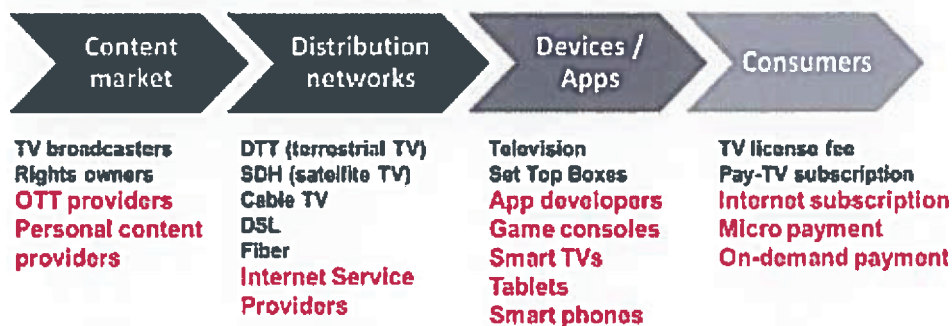 Content
market
Distribution
networks
Devices /
Apps
Consumers
TV broadcasters
Rights owners
OTT providers
Personal content
providers
DTT (terrestrial TV)
SDH (satellite TV)
Cable TV
DSL
Fiber
Internet Service
Providers
Television
Set Top Boxes
App developers
Game consoles
Smart TVs
Tablets
Smart phones
TV license fee
Pay-TV subscription
Internet subscription
Micro payment
On-demand payment